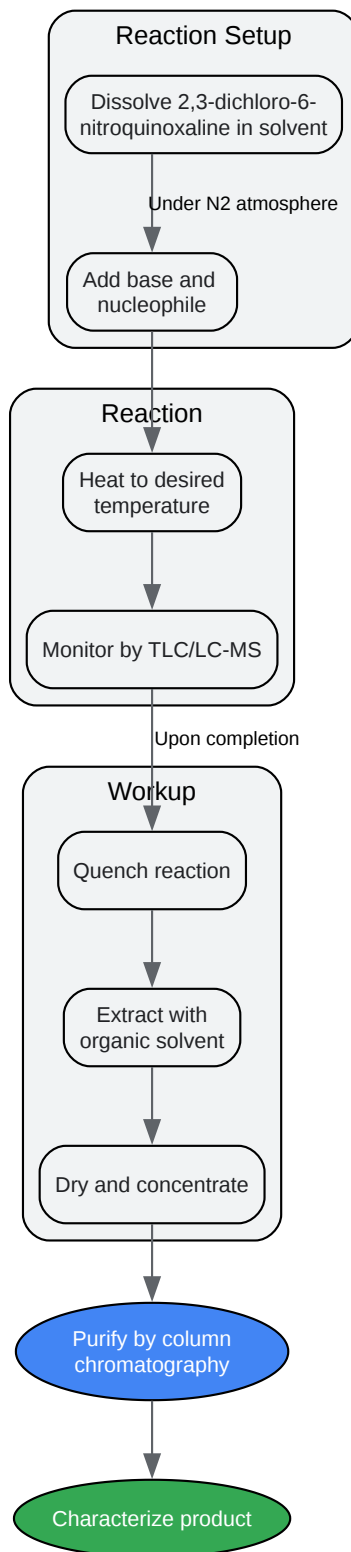 Reaction Setup
Dissolve 2,3-dichloro-6-
nitroquinoxaline in solvent
Under N2 atmosphere
Add base and
nucleophile
Reaction
Heat to desired
temperature
Monitor by TLC/LC-MS
Upon completion
Workup
Quench reaction
Extract with
organic solvent
Dry and concentrate
Purify by column
chromatography
Characterize product